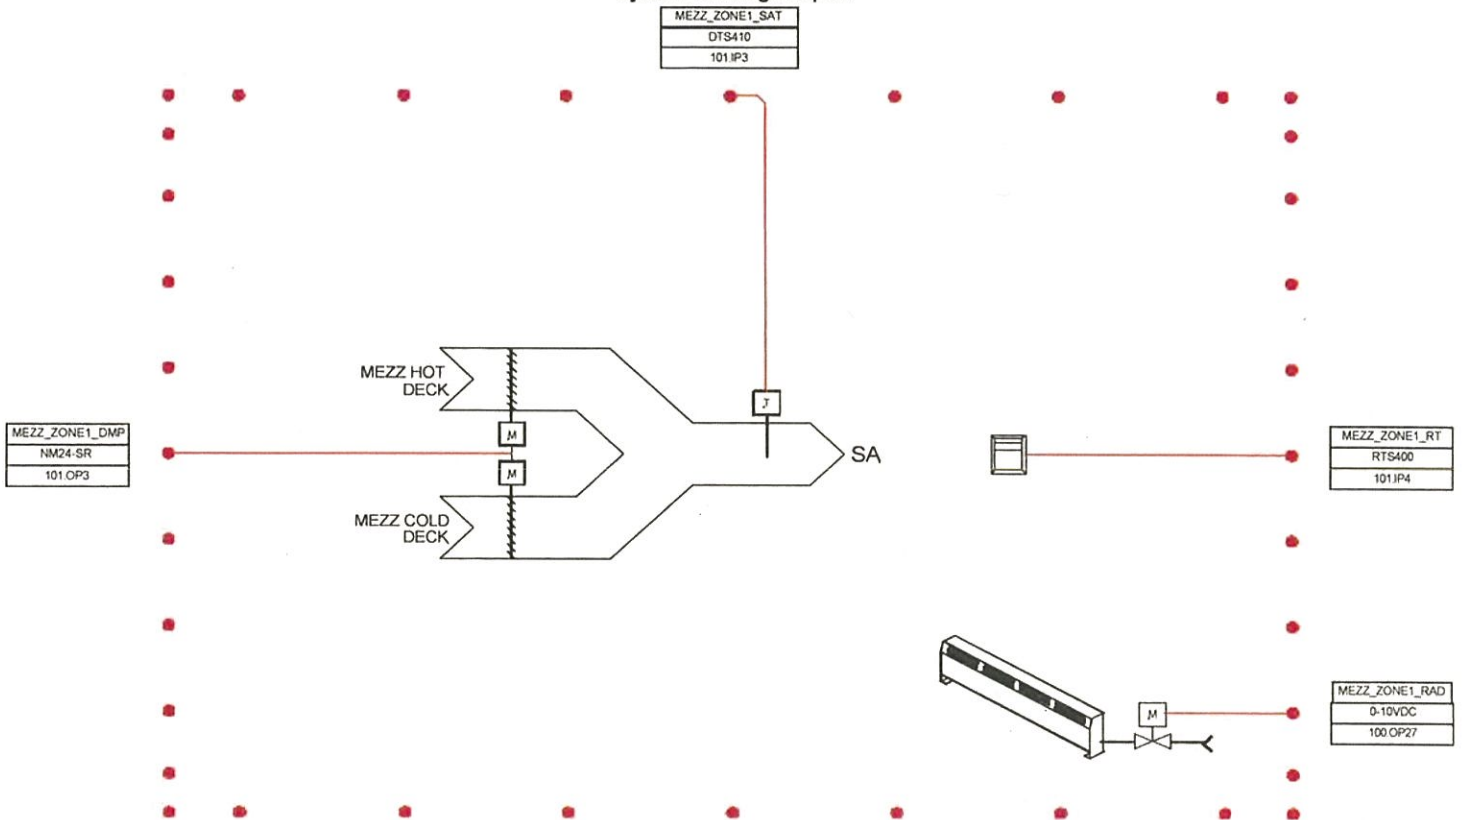 MEZZ_ZONE1_SAT
DTS410
101.IP3
MEZZ HOT
DECK
MEZZ_ZONE1_DMP
NM24-SR
101.OP3
M
M
T
SA
MEZZ COLD
DECK
MEZZ_ZONE1_RT
RTS400
101.IP4
MEZZ_ZONE1_RAD
0-10VDC
100.OP27
M